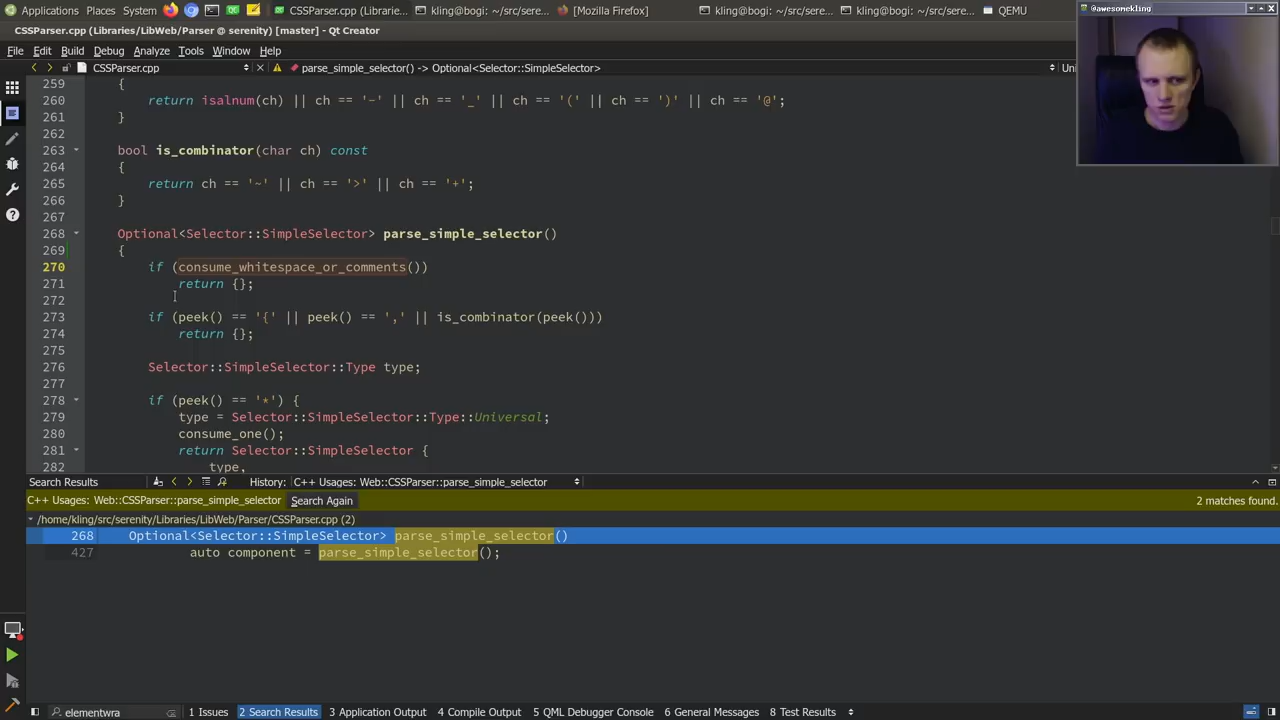 Applications Places System CSSParser.cpp (Librarie... kling@bogi: ~/src/sere... [Mozilla Firefox] kling@bogi: ~/src/sere... kling@bogi: ~/src/sere... QEMU
@awesomekling
CSSParser.cpp (Libraries/LibWeb/Parser @ serenity) [master] - Qt Creator
File Edit Build Debug Analyze Tools Window Help
CSSParser.cpp parse_simple_selector() -> Optional<Selector::SimpleSelector> Uni
259 {
260 return isalnum(ch) || ch == '-' || ch == '_' || ch == '(' || ch == ')' || ch == '@';
261 }
262
263 bool is_combinator(char ch) const
264 {
265 return ch == '~' || ch == '>' || ch == '+';
266 }
267
268 Optional<Selector::SimpleSelector> parse_simple_selector()
269 {
270 if (consume_whitespace_or_comments())
271 return {};
272
273 if (peek() == '{' || peek() == ',' || is_combinator(peek()))
274 return {};
275
276 Selector::SimpleSelector::Type type;
277
278 if (peek() == '*') {
279 type = Selector::SimpleSelector::Type::Universal;
280 consume_one();
281 return Selector::SimpleSelector {
282 type,
Search Results History: C++ Usages: Web::CSSParser::parse_simple_selector
C++ Usages: Web::CSSParser::parse_simple_selector Search Again 2 matches found.
/home/kling/src/serenity/Libraries/LibWeb/Parser/CSSParser.cpp (2)
268 Optional<Selector::SimpleSelector> parse_simple_selector()
427 auto component = parse_simple_selector();
elementwra 1 Issues 2 Search Results 3 Application Output 4 Compile Output 5 QML Debugger Console 6 General Messages 8 Test Results